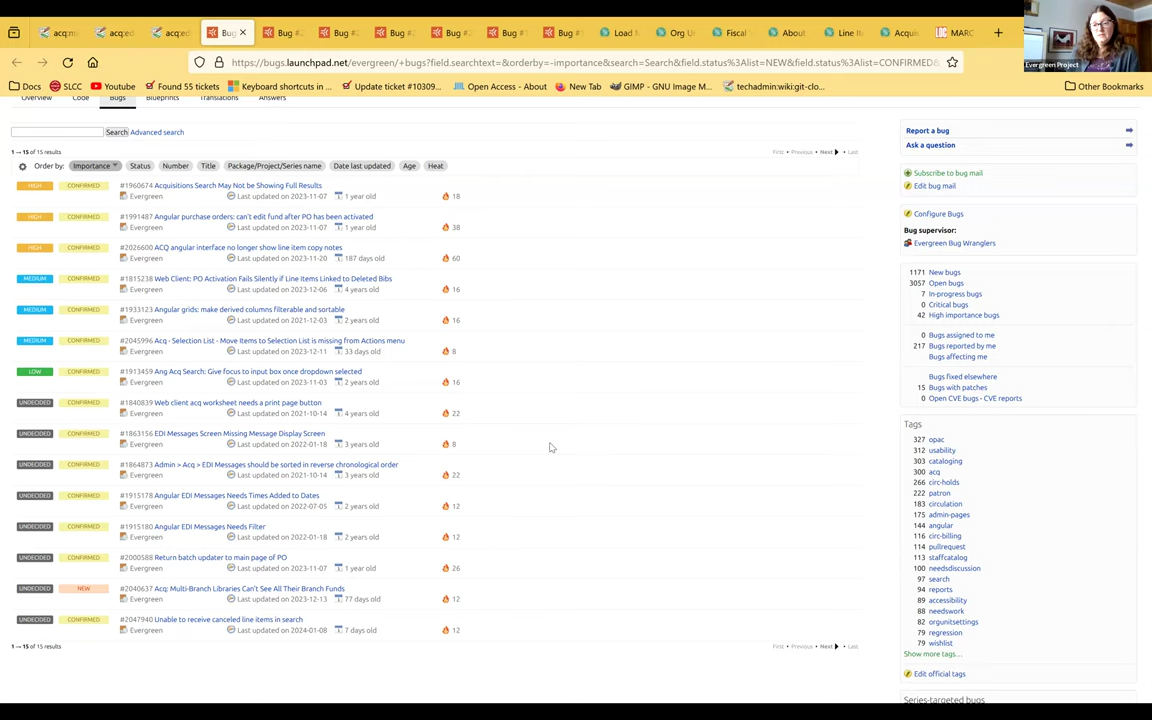 acq:m
acq:ed
acq:ed
Bug
Bug #
Bug #
Bug #
Bug #
Bug #
Bug #
Load M
Org U
Fiscal
About
Line It
Acquis
MARC
https://bugs.launchpad.net/evergreen/+bugs?field.searchtext=&orderby=-importance&search=Search&field.status%3Alist=NEW&field.status%3Alist=CONFIRMED&
Docs
SLCC
Youtube
Found 55 tickets
Keyboard shortcuts in ...
Update ticket #10309...
Open Access - About
New Tab
GIMP - GNU Image M...
techadmin:wiki-git-clo...
Other Bookmarks
Evergreen Project
Overview
Code
Bugs
Blueprints
Translations
Answers
Search Advanced search
1 → 15 of 15 results
First • Previous • Next • Last
Order by: Importance Status Number Title Package/Project/Series name Date last updated Age Heat
HIGH CONFIRMED #1960674 Acquisitions Search May Not be Showing Full Results
Evergreen Last updated on 2023-11-07 1 year old 18
HIGH CONFIRMED #1991487 Angular purchase orders: can't edit fund after PO has been activated
Evergreen Last updated on 2023-11-07 1 year old 38
HIGH CONFIRMED #2026600 ACQ angular interface no longer show line item copy notes
Evergreen Last updated on 2023-11-20 187 days old 60
MEDIUM CONFIRMED #1815238 Web Client: PO Activation Fails Silently if Line Items Linked to Deleted Bibs
Evergreen Last updated on 2023-12-06 4 years old 16
MEDIUM CONFIRMED #1933123 Angular grids: make derived columns filterable and sortable
Evergreen Last updated on 2021-12-03 2 years old 16
MEDIUM CONFIRMED #2045996 Acq - Selection List - Move Items to Selection List is missing from Actions menu
Evergreen Last updated on 2023-12-11 33 days old 8
LOW CONFIRMED #1913459 Ang Acq Search: Give focus to input box once dropdown selected
Evergreen Last updated on 2023-11-03 2 years old 16
UNDECIDED CONFIRMED #1840839 Web client acq worksheet needs a print page button
Evergreen Last updated on 2021-10-14 4 years old 22
UNDECIDED CONFIRMED #1863156 EDI Messages Screen Missing Message Display Screen
Evergreen Last updated on 2022-01-18 3 years old 8
UNDECIDED CONFIRMED #1864873 Admin > Acq > EDI Messages should be sorted in reverse chronological order
Evergreen Last updated on 2021-10-14 3 years old 22
UNDECIDED CONFIRMED #1915178 Angular EDI Messages Needs Times Added to Dates
Evergreen Last updated on 2022-07-05 2 years old 12
UNDECIDED CONFIRMED #1915180 Angular EDI Messages Needs Filter
Evergreen Last updated on 2022-01-18 2 years old 12
UNDECIDED CONFIRMED #2000588 Return batch updater to main page of PO
Evergreen Last updated on 2023-11-07 1 year old 26
UNDECIDED NEW #2040637 Acq: Multi-Branch Libraries Can't See All Their Branch Funds
Evergreen Last updated on 2023-12-13 77 days old 12
UNDECIDED CONFIRMED #2047940 Unable to receive canceled line items in search
Evergreen Last updated on 2024-01-08 7 days old 12
1 → 15 of 15 results
First • Previous • Next • Last
Report a bug
Ask a question
Subscribe to bug mail
Edit bug mail
Configure Bugs
Bug supervisor:
Evergreen Bug Wranglers
1171 New bugs
3057 Open bugs
7 In-progress bugs
0 Critical bugs
42 High importance bugs
0 Bugs assigned to me
217 Bugs reported by me
Bugs affecting me
Bugs fixed elsewhere
15 Bugs with patches
0 Open CVE bugs - CVE reports
Tags
327 opac
312 usability
303 cataloging
300 acq
266 circ-holds
222 patron
183 circulation
175 admin-pages
144 angular
116 circ-billing
114 pullrequest
113 staffcatalog
100 needsdiscussion
97 search
94 reports
89 accessibility
88 needswork
82 orgunitsettings
79 regression
79 wishlist
Show more tags...
Edit official tags
Series-targeted bugs